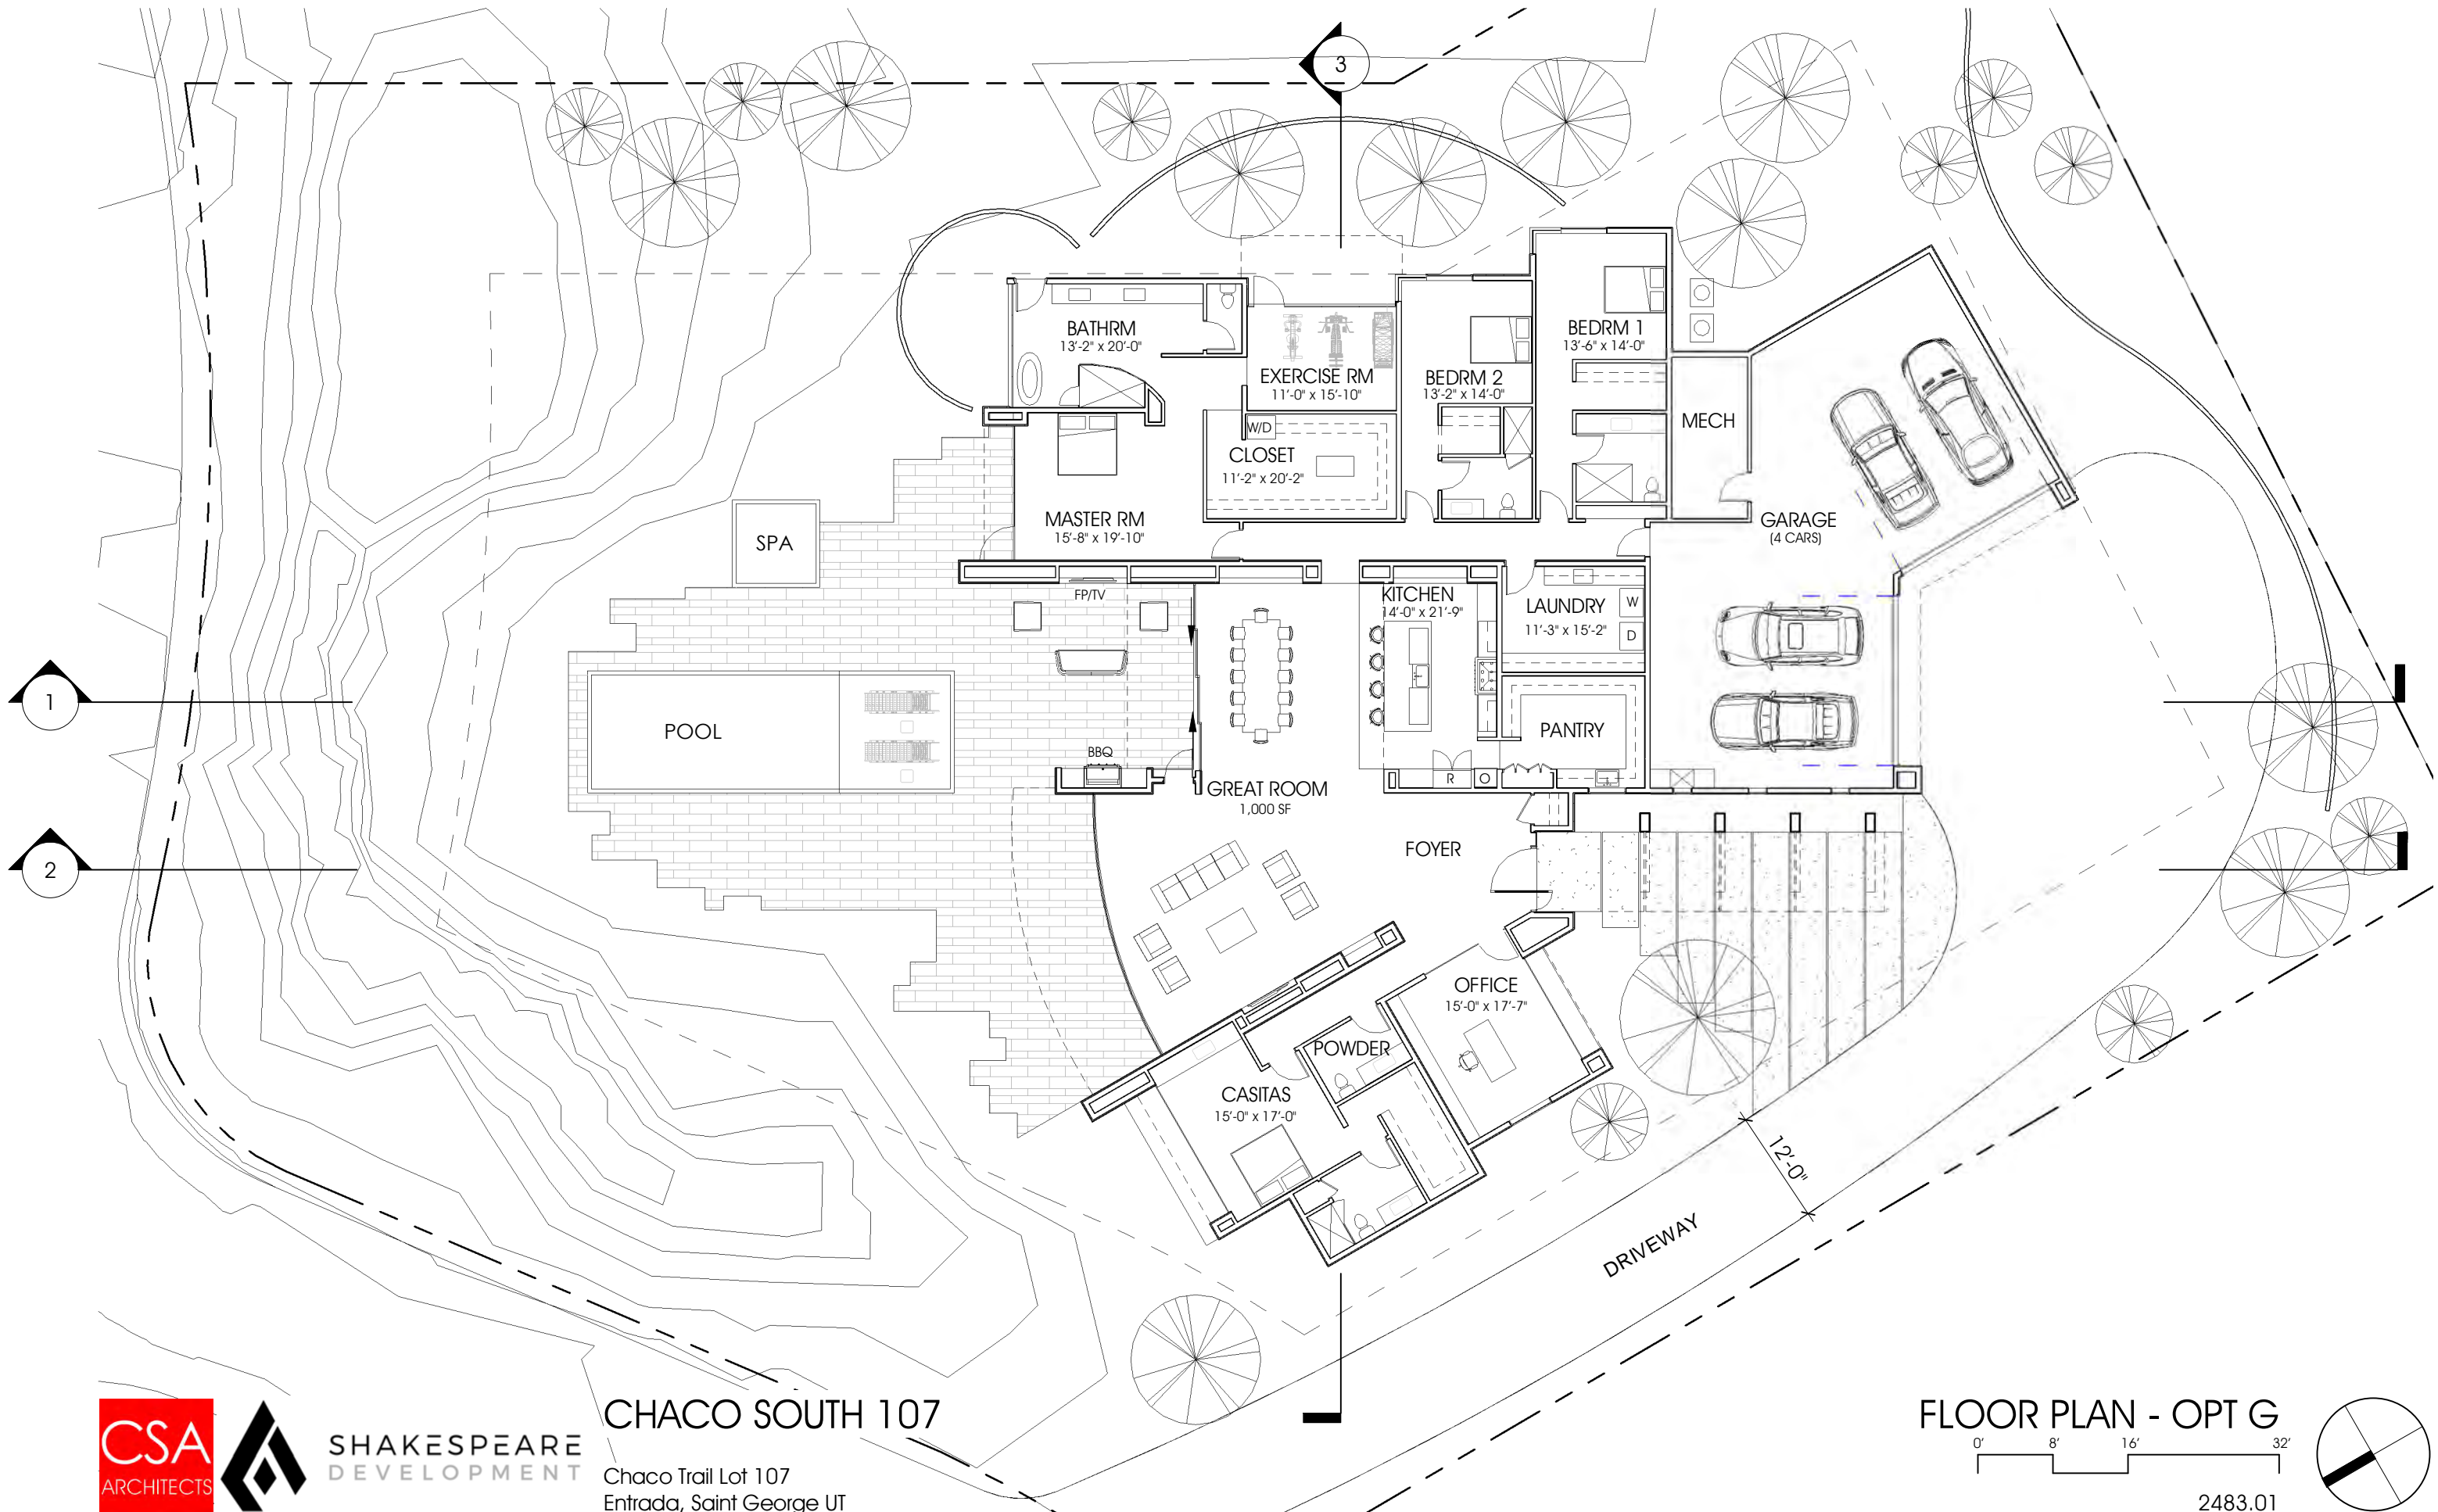 3
BATHRM
13'-2" x 20'-0"
EXERCISE RM
11'-0" x 15'-10"
BEDRM 2
13'-2" x 14'-0"
BEDRM 1
13'-6" x 14'-0"
MECH
W/D
CLOSET
11'-2" x 20'-2"
MASTER RM
15'-8" x 19'-10"
GARAGE
(4 CARS)
SPA
FP/TV
KITCHEN
14'-0" x 21'-9"
LAUNDRY
11'-3" x 15'-2"
W
D
1
POOL
PANTRY
BBQ
R
O
GREAT ROOM
1,000 SF
2
FOYER
OFFICE
15'-0" x 17'-7"
POWDER
CASITAS
15'-0" x 17'-0"
12'-0"
DRIVEWAY
CSA
ARCHITECTS
SHAKESPEARE
DEVELOPMENT
CHACO SOUTH 107
Chaco Trail Lot 107
Entrada, Saint George UT
FLOOR PLAN - OPT G
0' 8' 16' 32'
2483.01